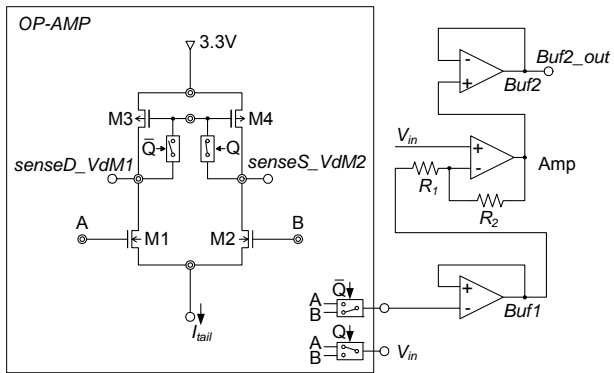 OP-AMP
3.3V
M3
M4
Q̅
Q
senseD_VdM1
senseS_VdM2
A
M1
M2
B
I_tail
Q̅
A
B
Q
A
B
V_in
-
+
Buf2
Buf2_out
V_in
+
-
Amp
R_1
R_2
+
-
Buf1